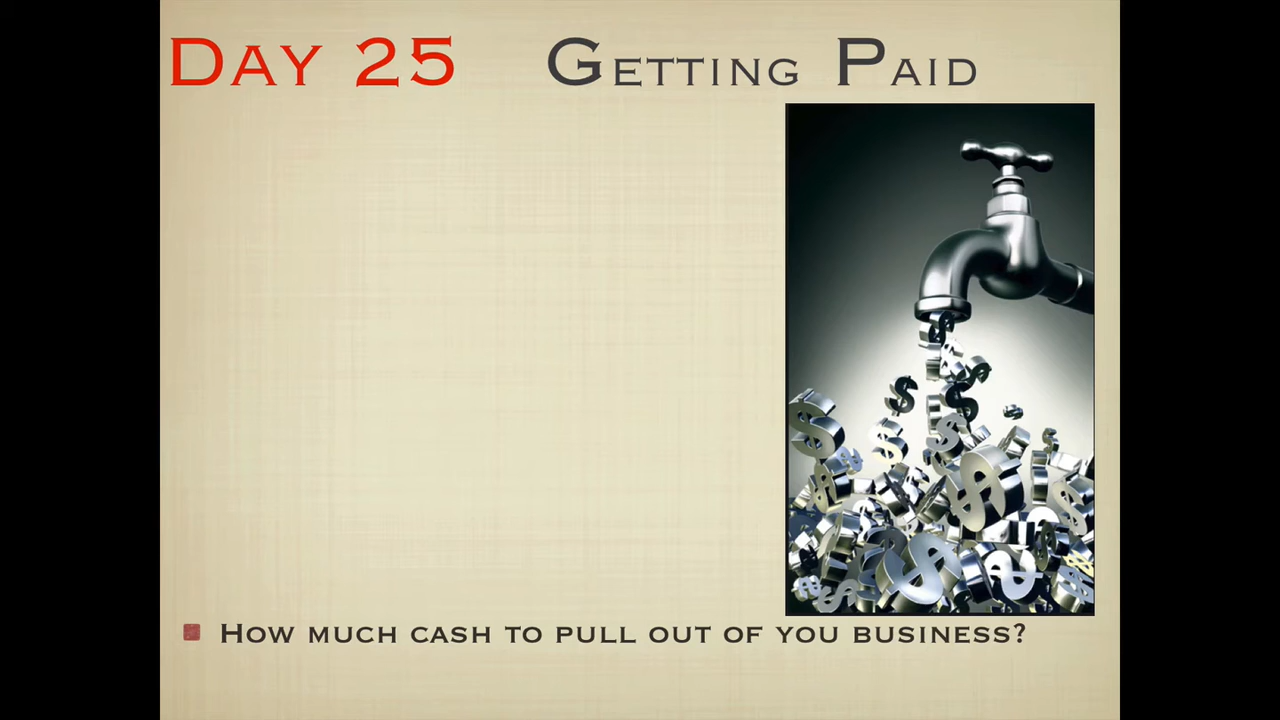 Day 25 Getting Paid
How much cash to pull out of you business?